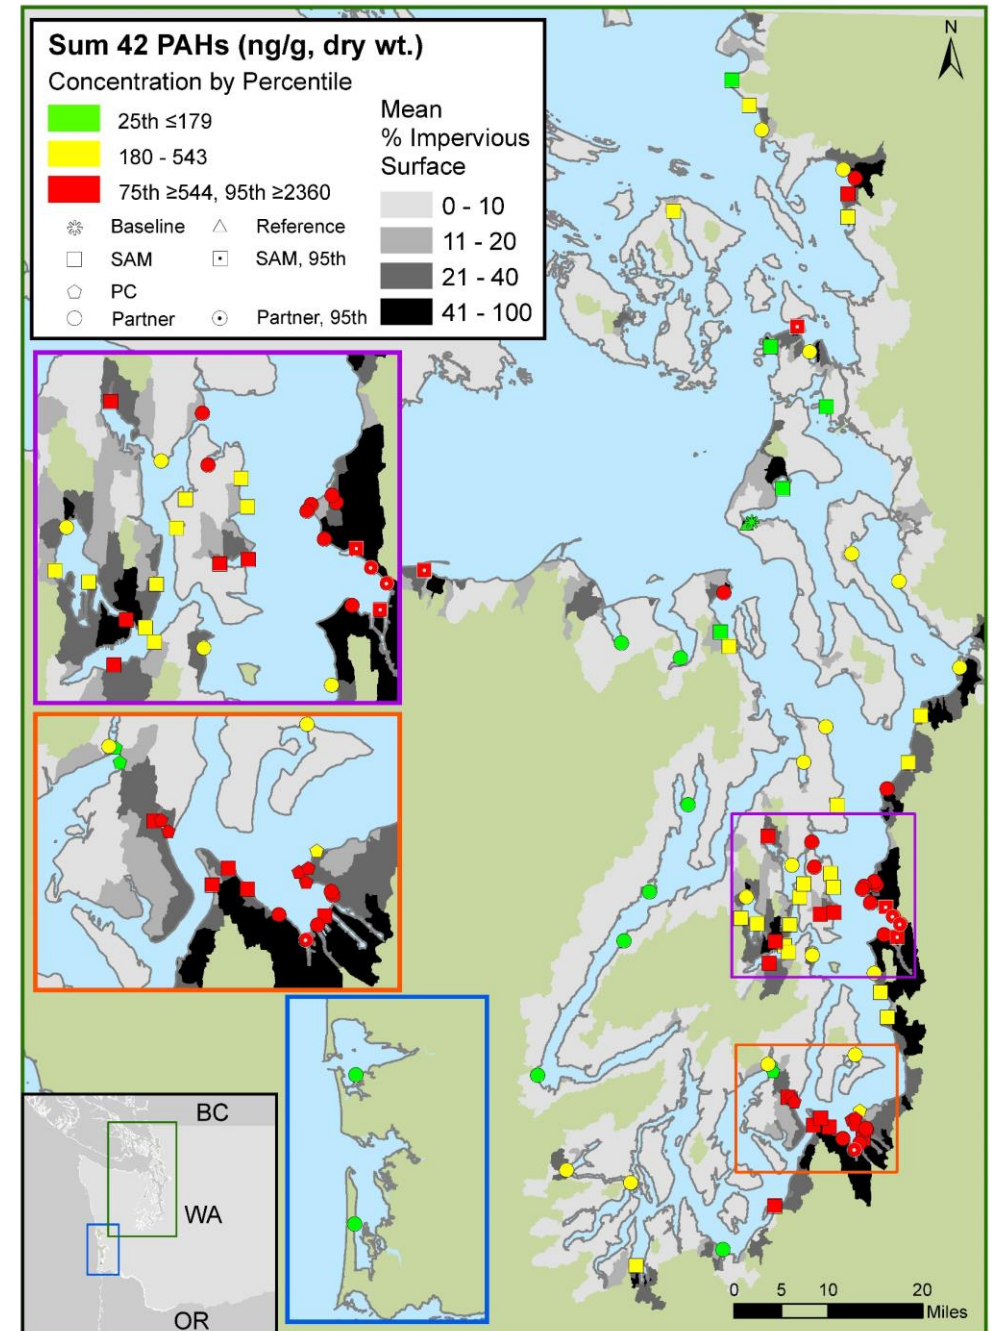 Sum 42 PAHs (ng/g, dry wt.)
Concentration by Percentile
25th ≤179
180 - 543
75th ≥544, 95th ≥2360
Baseline
Reference
SAM
SAM, 95th
PC
Partner
Partner, 95th
Mean
% Impervious
Surface
0 - 10
11 - 20
21 - 40
41 - 100
N
BC
WA
OR
0 5 10 20
Miles